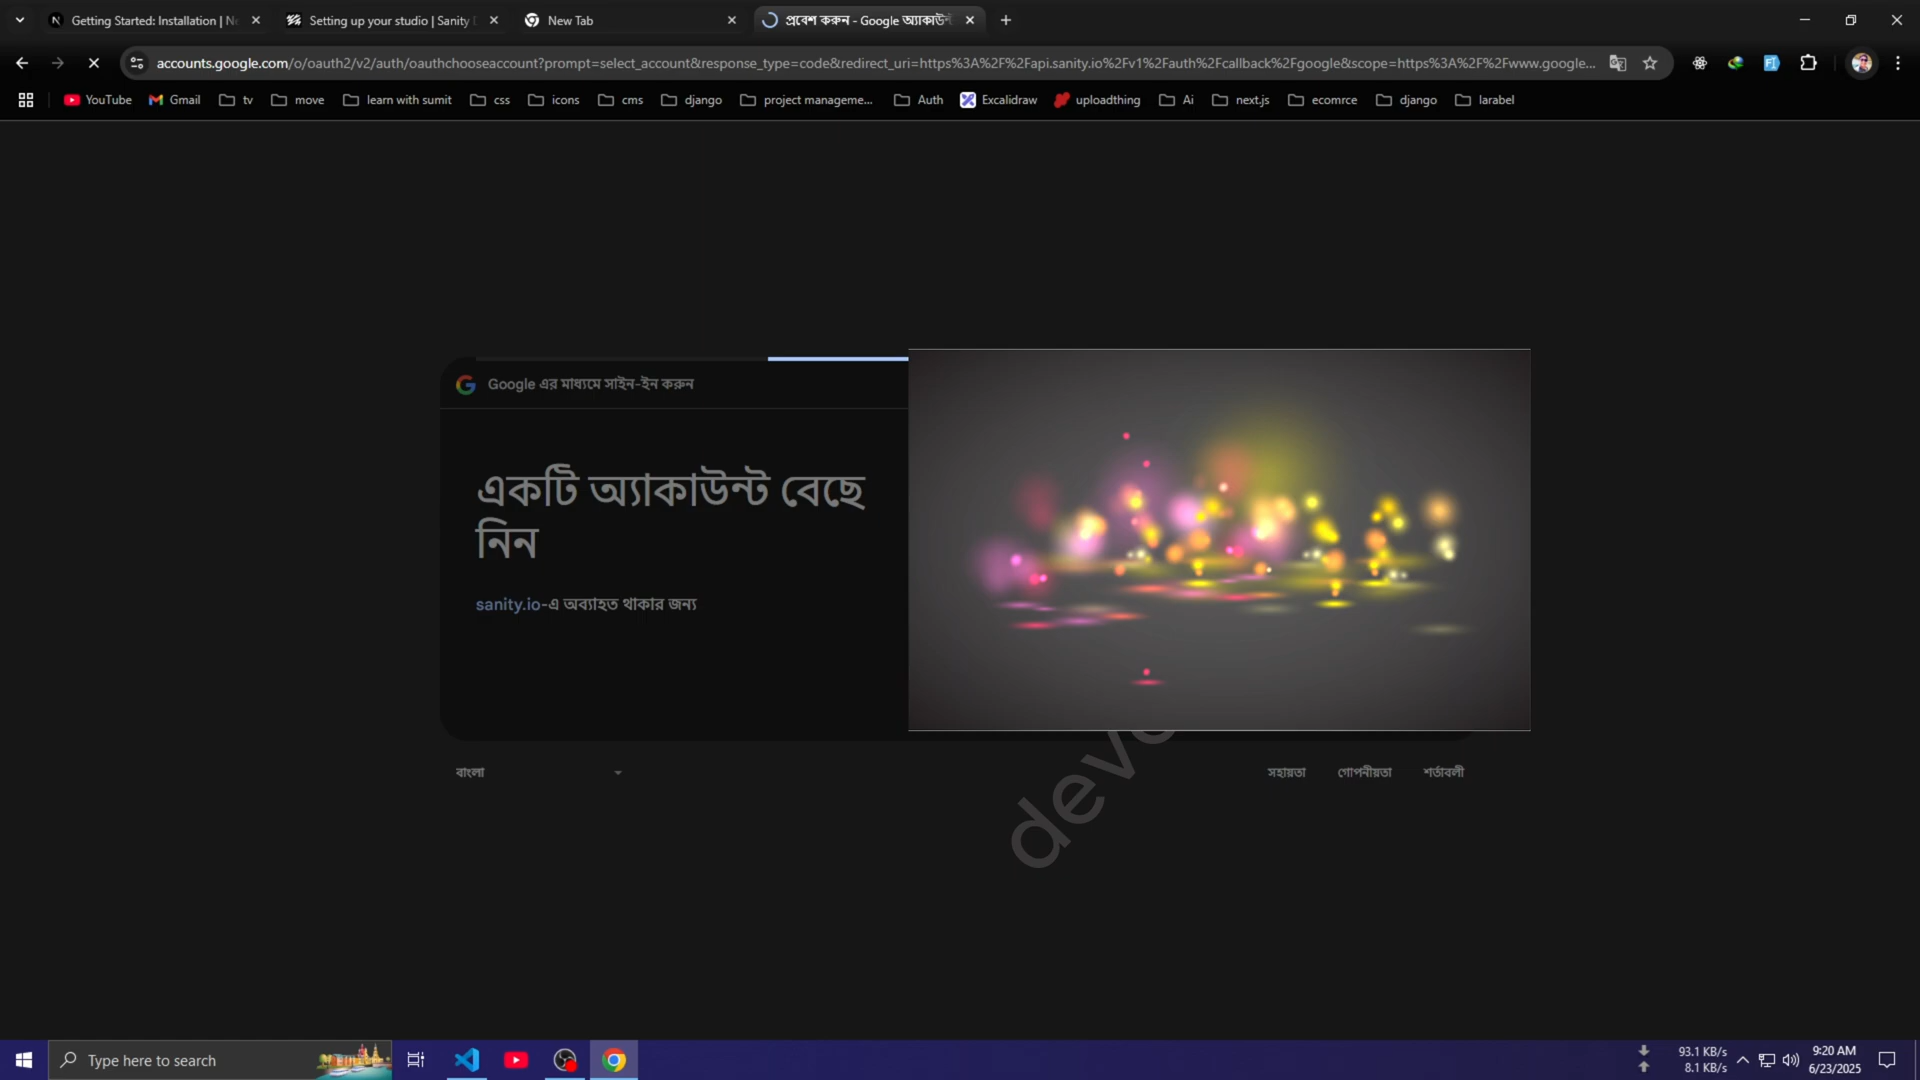 Getting Started: Installation | N
Setting up your studio | Sanity
New Tab
প্রবেশ করুন - Google অ্যাকাউন্ট
accounts.google.com/o/oauth2/v2/auth/oauthchooseaccount?prompt=select_account&response_type=code&redirect_uri=https%3A%2F%2Fapi.sanity.io%2Fv1%2Fauth%2Fcallback%2Fgoogle&scope=https%3A%2F%2Fwww.google...
YouTube
Gmail
tv
move
learn with sumit
css
icons
cms
django
project manageme...
Auth
Excalidraw
uploadthing
Ai
next.js
ecomrce
django
larabel
Google এর মাধ্যমে সাইন-ইন করুন
একটি অ্যাকাউন্ট বেছে
নিন
sanity.io-এ অব্যাহত থাকার জন্য
বাংলা
সহায়তা
গোপনীয়তা
শর্তাবলী
Type here to search
93.1 KB/s
8.1 KB/s
9:20 AM
6/23/2025